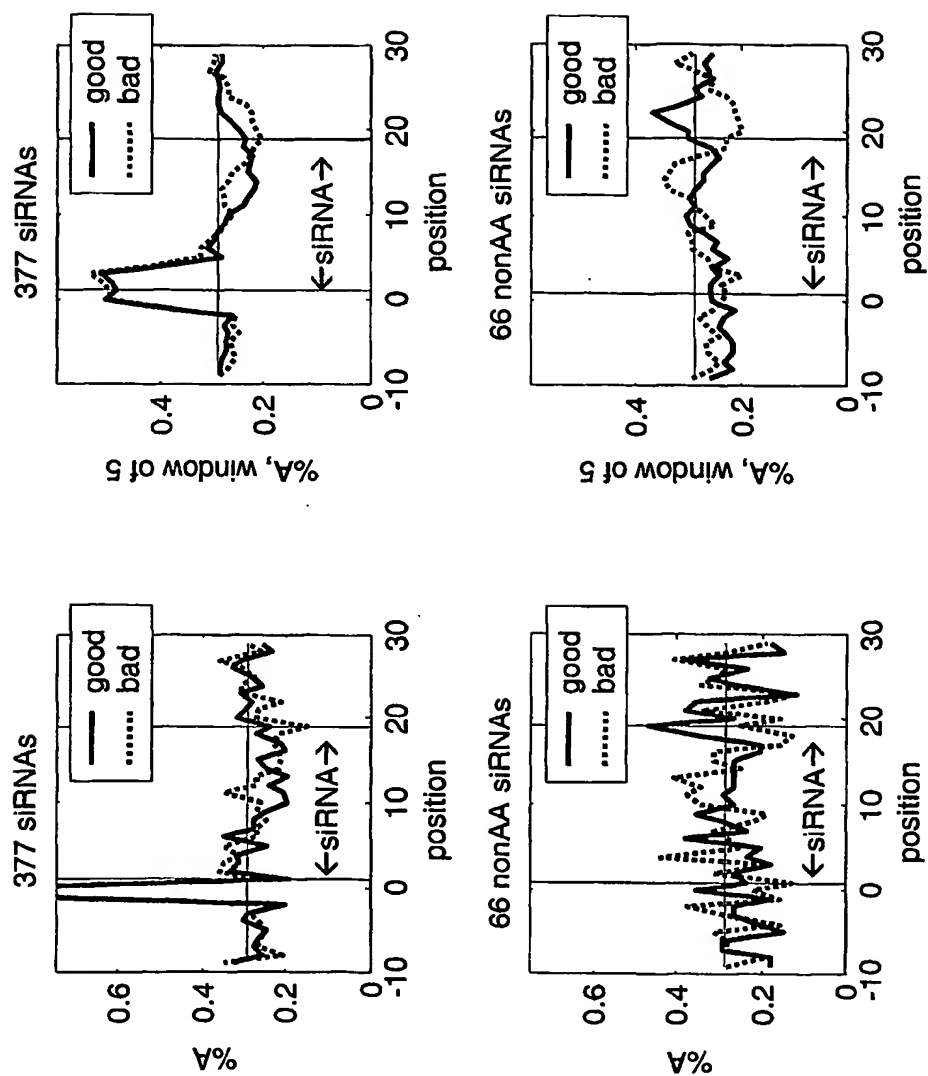 377 siRNAs
good
bad
%A
0.6
0.4
0.2
0
-10
0
10
20
30
←siRNA→
position
377 siRNAs
good
bad
%A, window of 5
0.4
0.2
0
-10
0
10
20
30
←siRNA→
position
66 nonAA siRNAs
good
bad
%A
0.6
0.4
0.2
0
-10
0
10
20
30
←siRNA→
position
66 nonAA siRNAs
good
bad
%A, window of 5
0.4
0.2
0
-10
0
10
20
30
←siRNA→
position